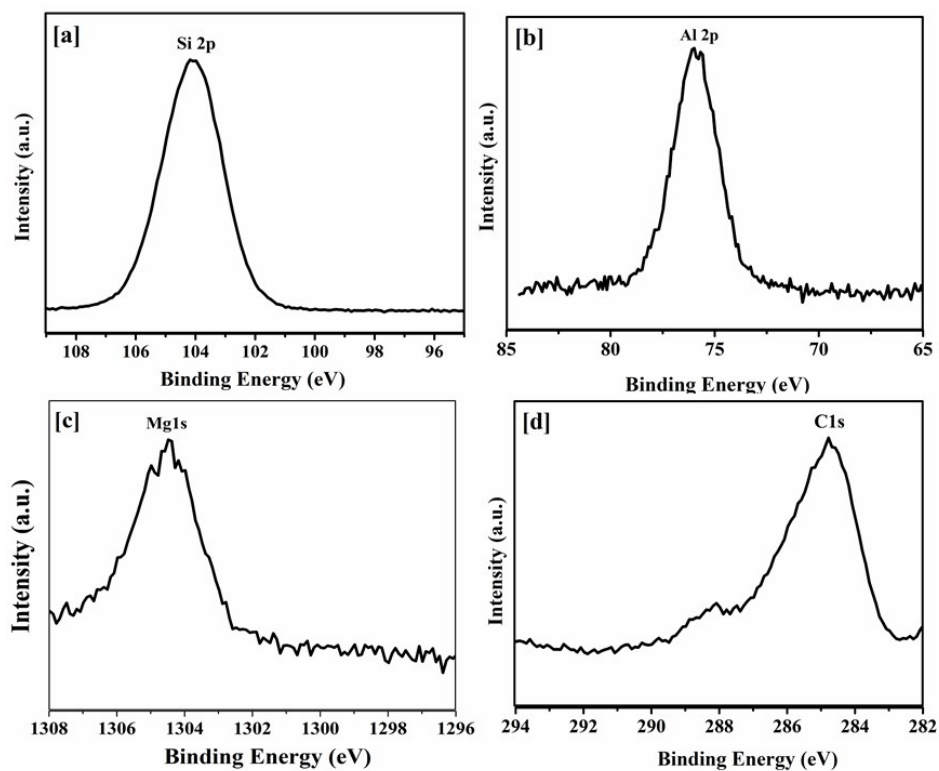 [a]
Si 2p
Intensity (a.u.)
108 106 104 102 100 98 96
Binding Energy (eV)
[b]
Al 2p
Intensity (a.u.)
85 80 75 70 65
Binding Energy (eV)
[c]
Mg1s
Intensity (a.u.)
1308 1306 1304 1302 1300 1298 1296
Binding Energy (eV)
[d]
C1s
Intensity (a.u.)
294 292 290 288 286 284 282
Binding Energy (eV)